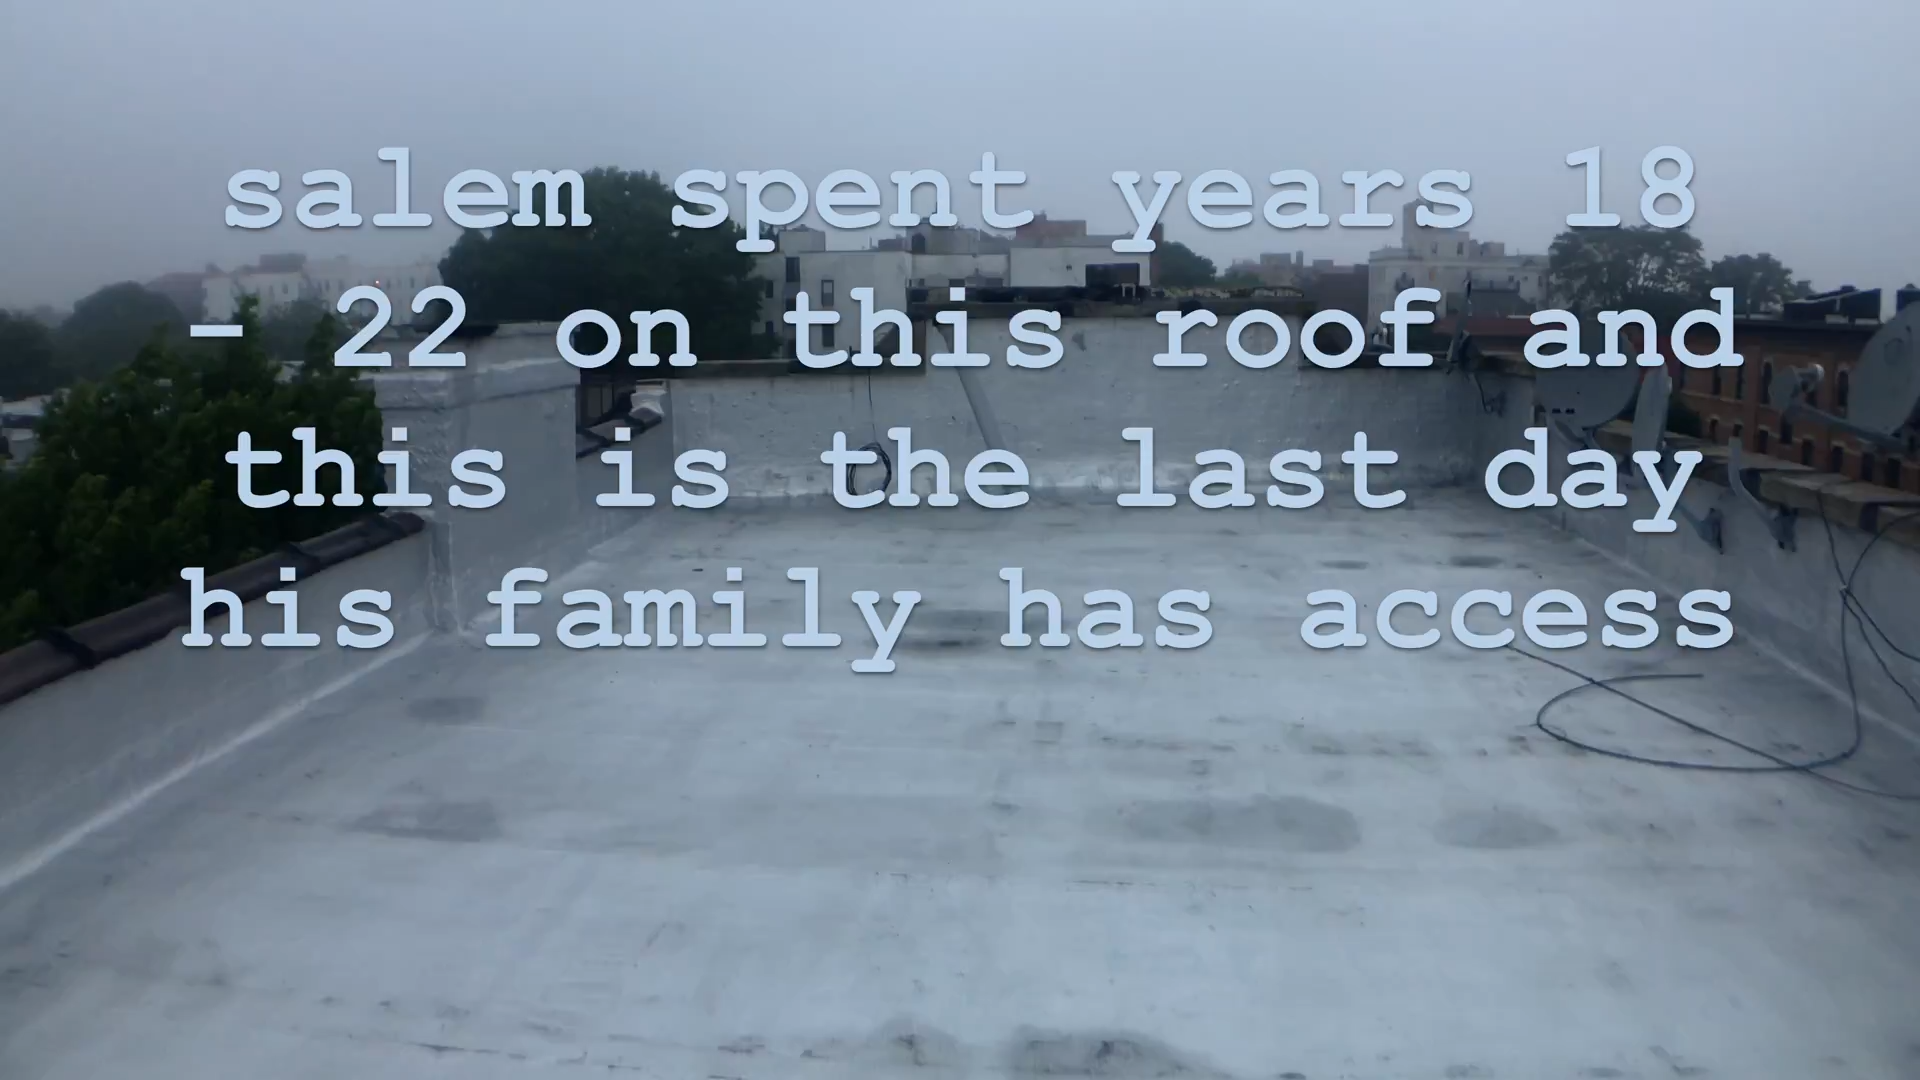 salem spent years 18
- 22 on this roof and
this is the last day
his family has access